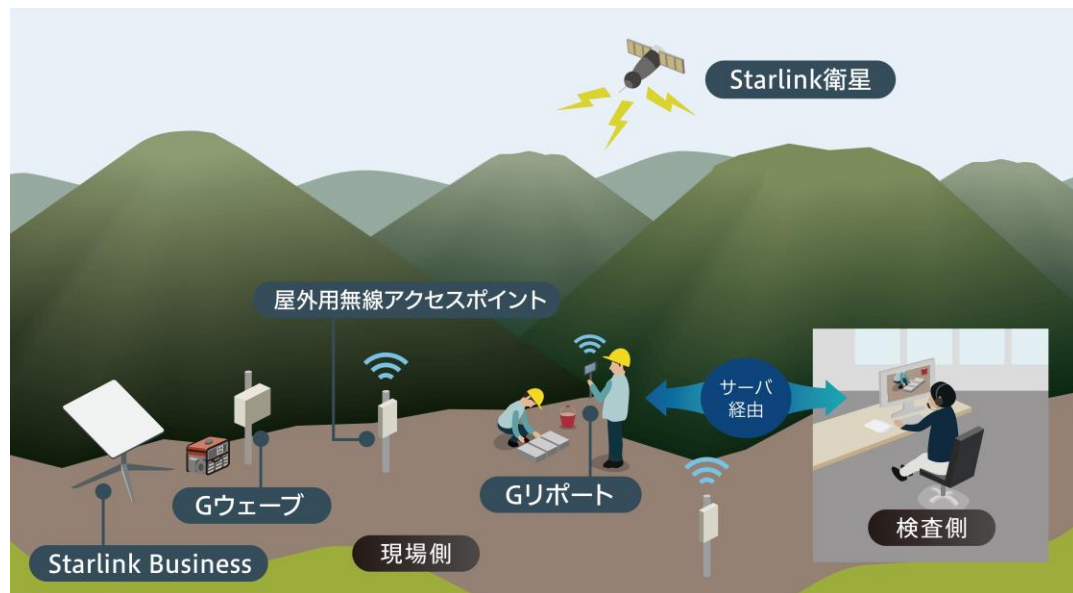 Starlink衛星
屋外用無線アクセスポイント
サーバ
経由
Gウェーブ
Gリポート
Starlink Business
現場側
検査側